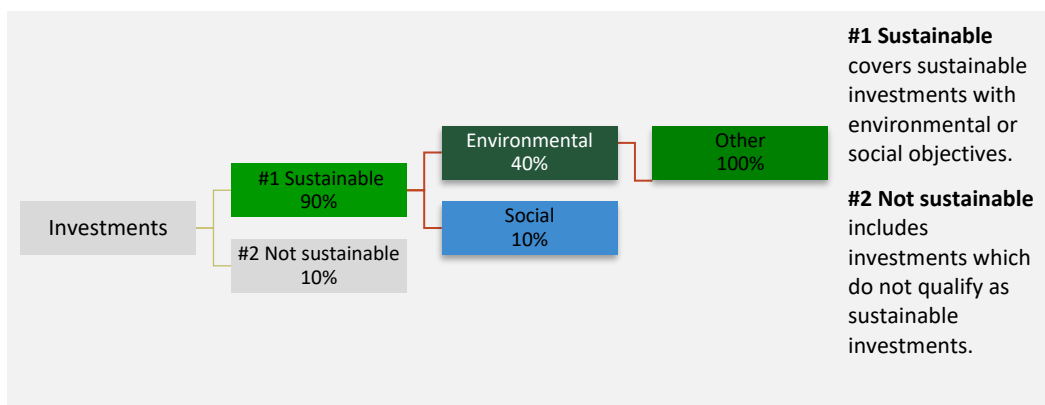 Investments
#1 Sustainable
90%
#2 Not sustainable
10%
Environmental
40%
Social
10%
Other
100%
#1 Sustainable
covers sustainable
investments with
environmental or
social objectives.
#2 Not sustainable
includes
investments which
do not qualify as
sustainable
investments.